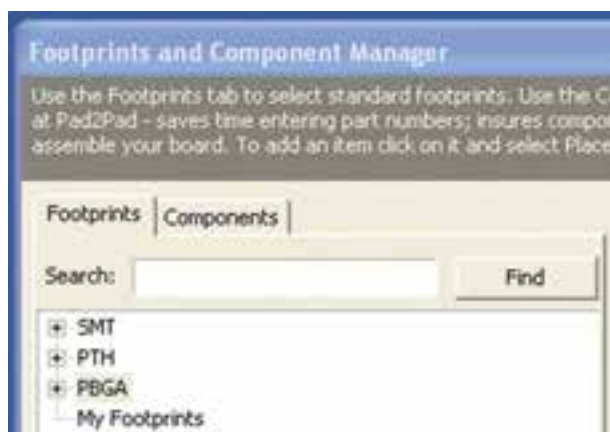 Footprints and Component Manager
Use the Footprints tab to select standard footprints. Use the C
at Pad2Pad - saves time entering part numbers; insures compo
assemble your board. To add an item click on it and select Place
Footprints Components
Search: Find
SMT
PTH
PBGA
My Footprints